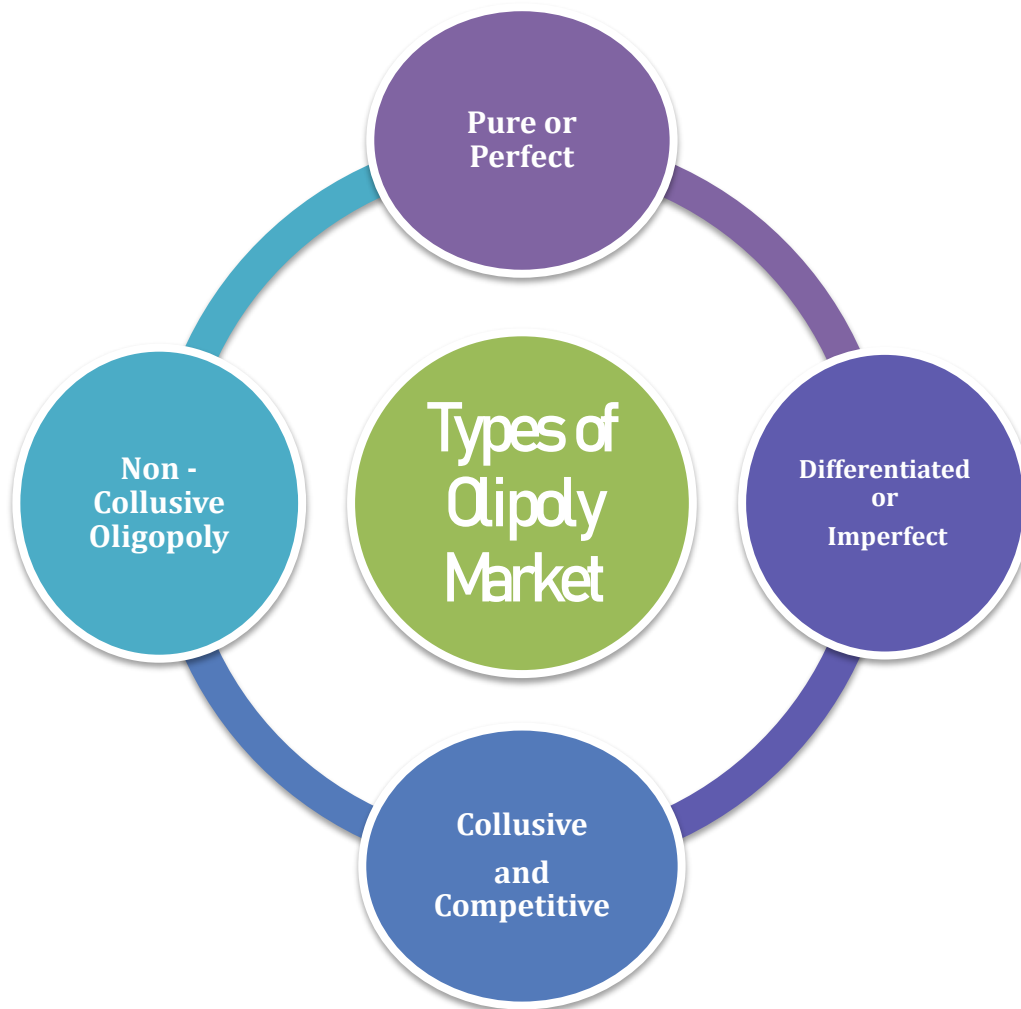 Pure or
Perfect
Types of
Olipoly
Market
Differentiated
or
Imperfect
Collusive
and
Competitive
Non -
Collusive
Oligopoly